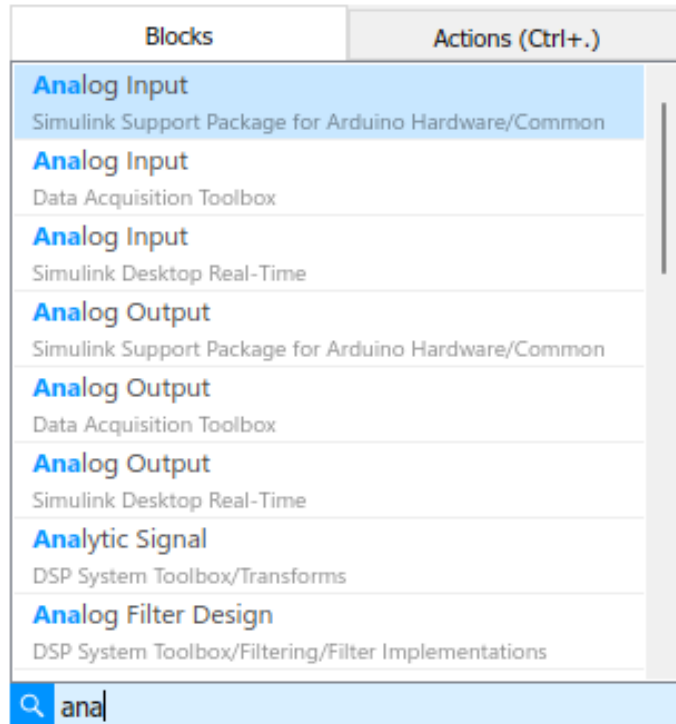 Blocks
Actions (Ctrl+.)
Analog Input
Simulink Support Package for Arduino Hardware/Common
Analog Input
Data Acquisition Toolbox
Analog Input
Simulink Desktop Real-Time
Analog Output
Simulink Support Package for Arduino Hardware/Common
Analog Output
Data Acquisition Toolbox
Analog Output
Simulink Desktop Real-Time
Analytic Signal
DSP System Toolbox/Transforms
Analog Filter Design
DSP System Toolbox/Filtering/Filter Implementations
ana